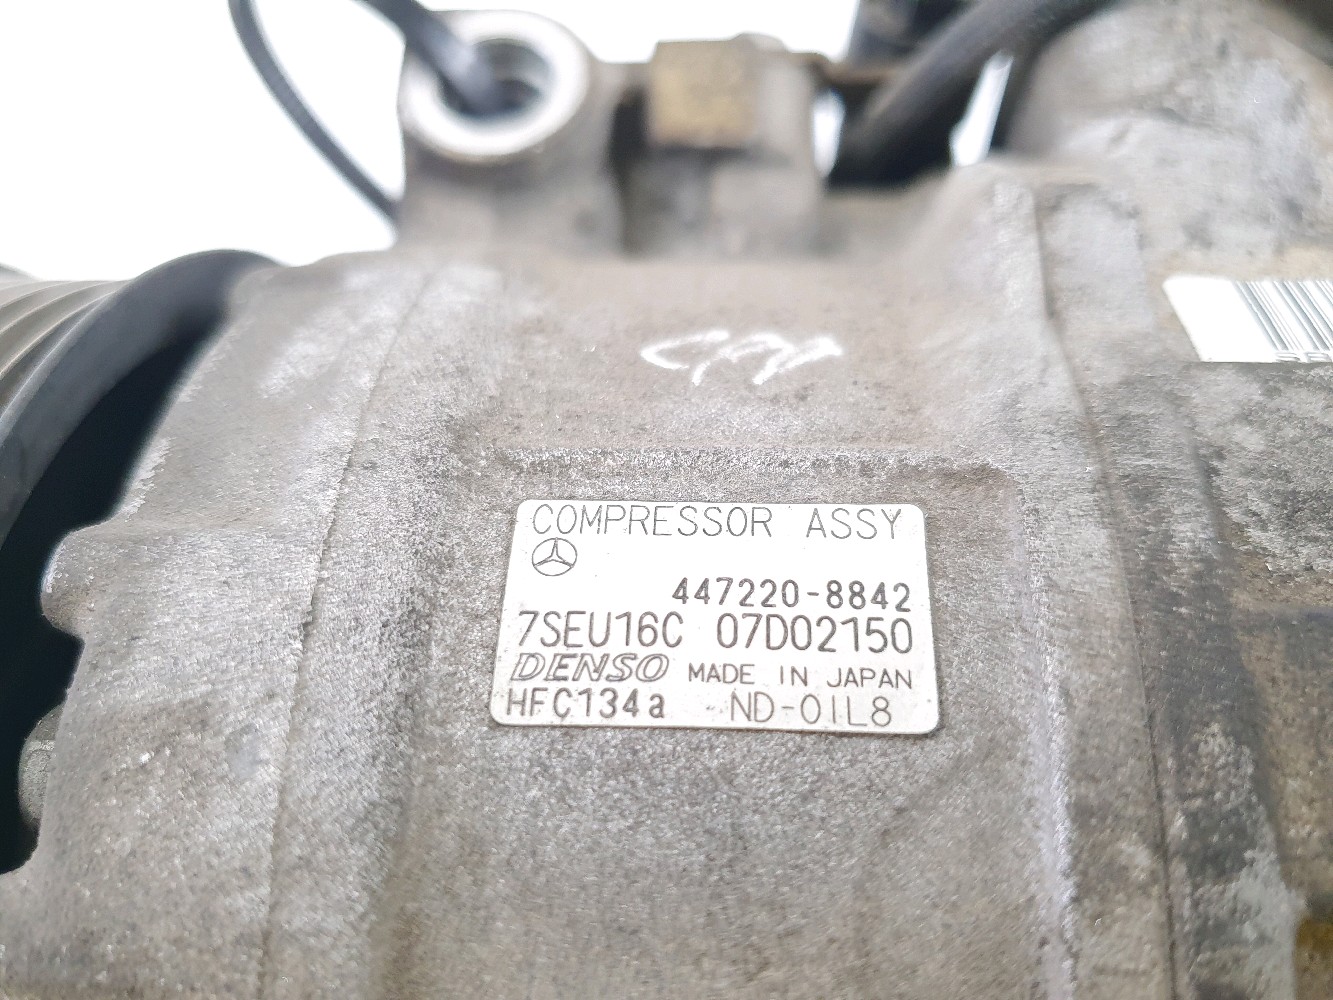 COMPRESSOR ASSY
447220-8842
7SEU16C 07D02150
DENSO MADE IN JAPAN
HFC134a ND-OIL8